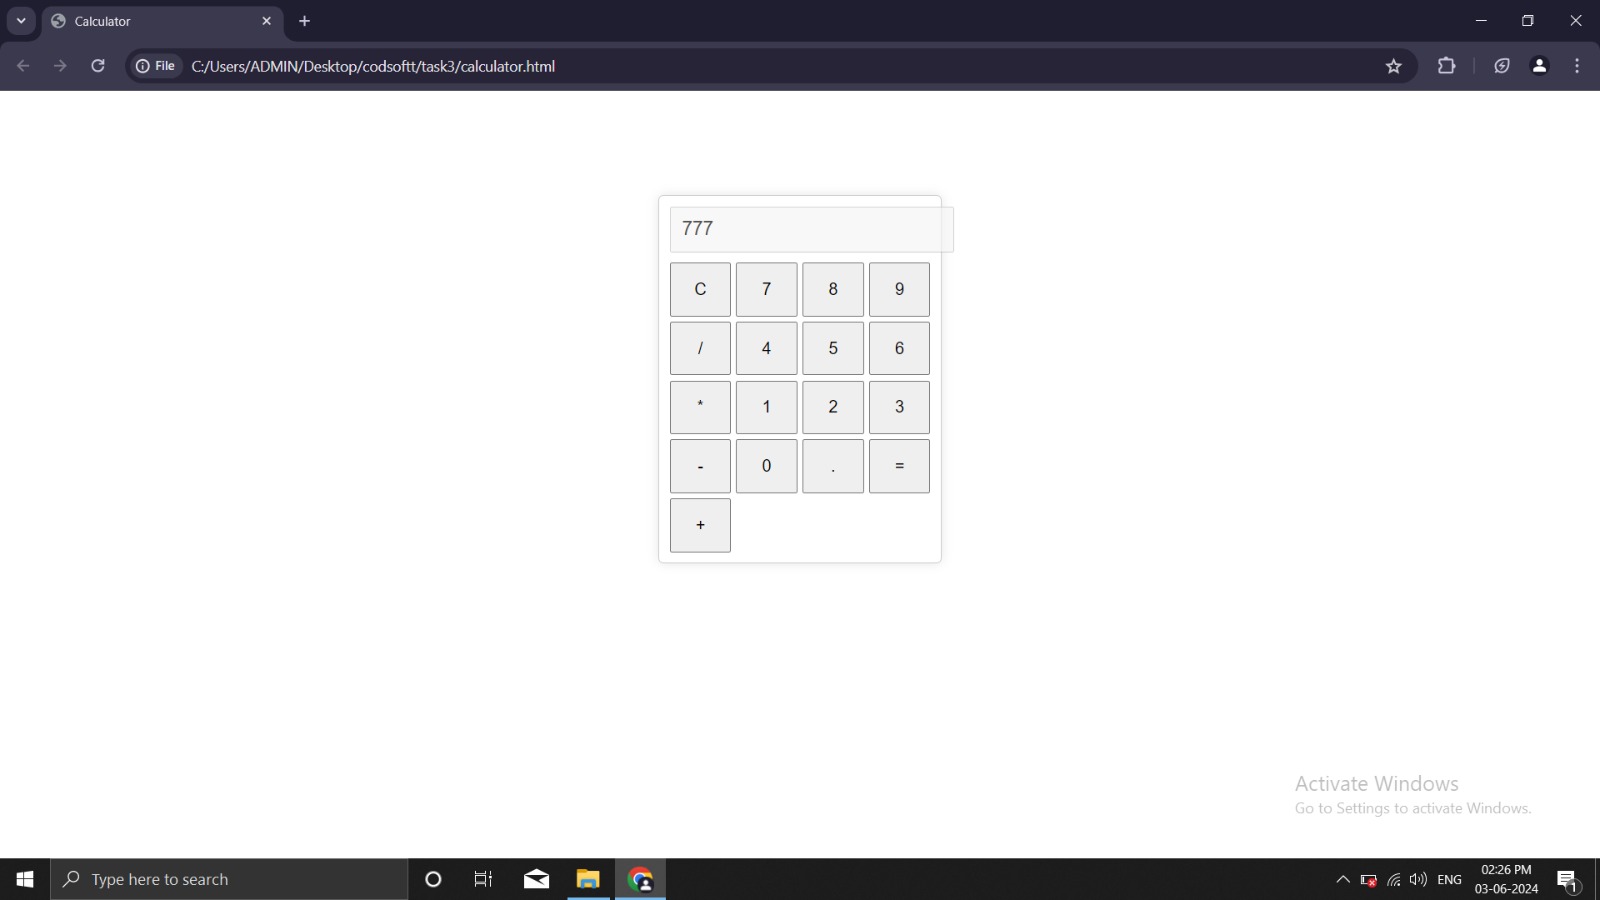 Calculator
File C:/Users/ADMIN/Desktop/codsoftt/task3/calculator.html
777
C 7 8 9
/ 4 5 6
* 1 2 3
- 0 . =
+
Activate Windows
Go to Settings to activate Windows.
Type here to search
ENG
02:26 PM
03-06-2024
1